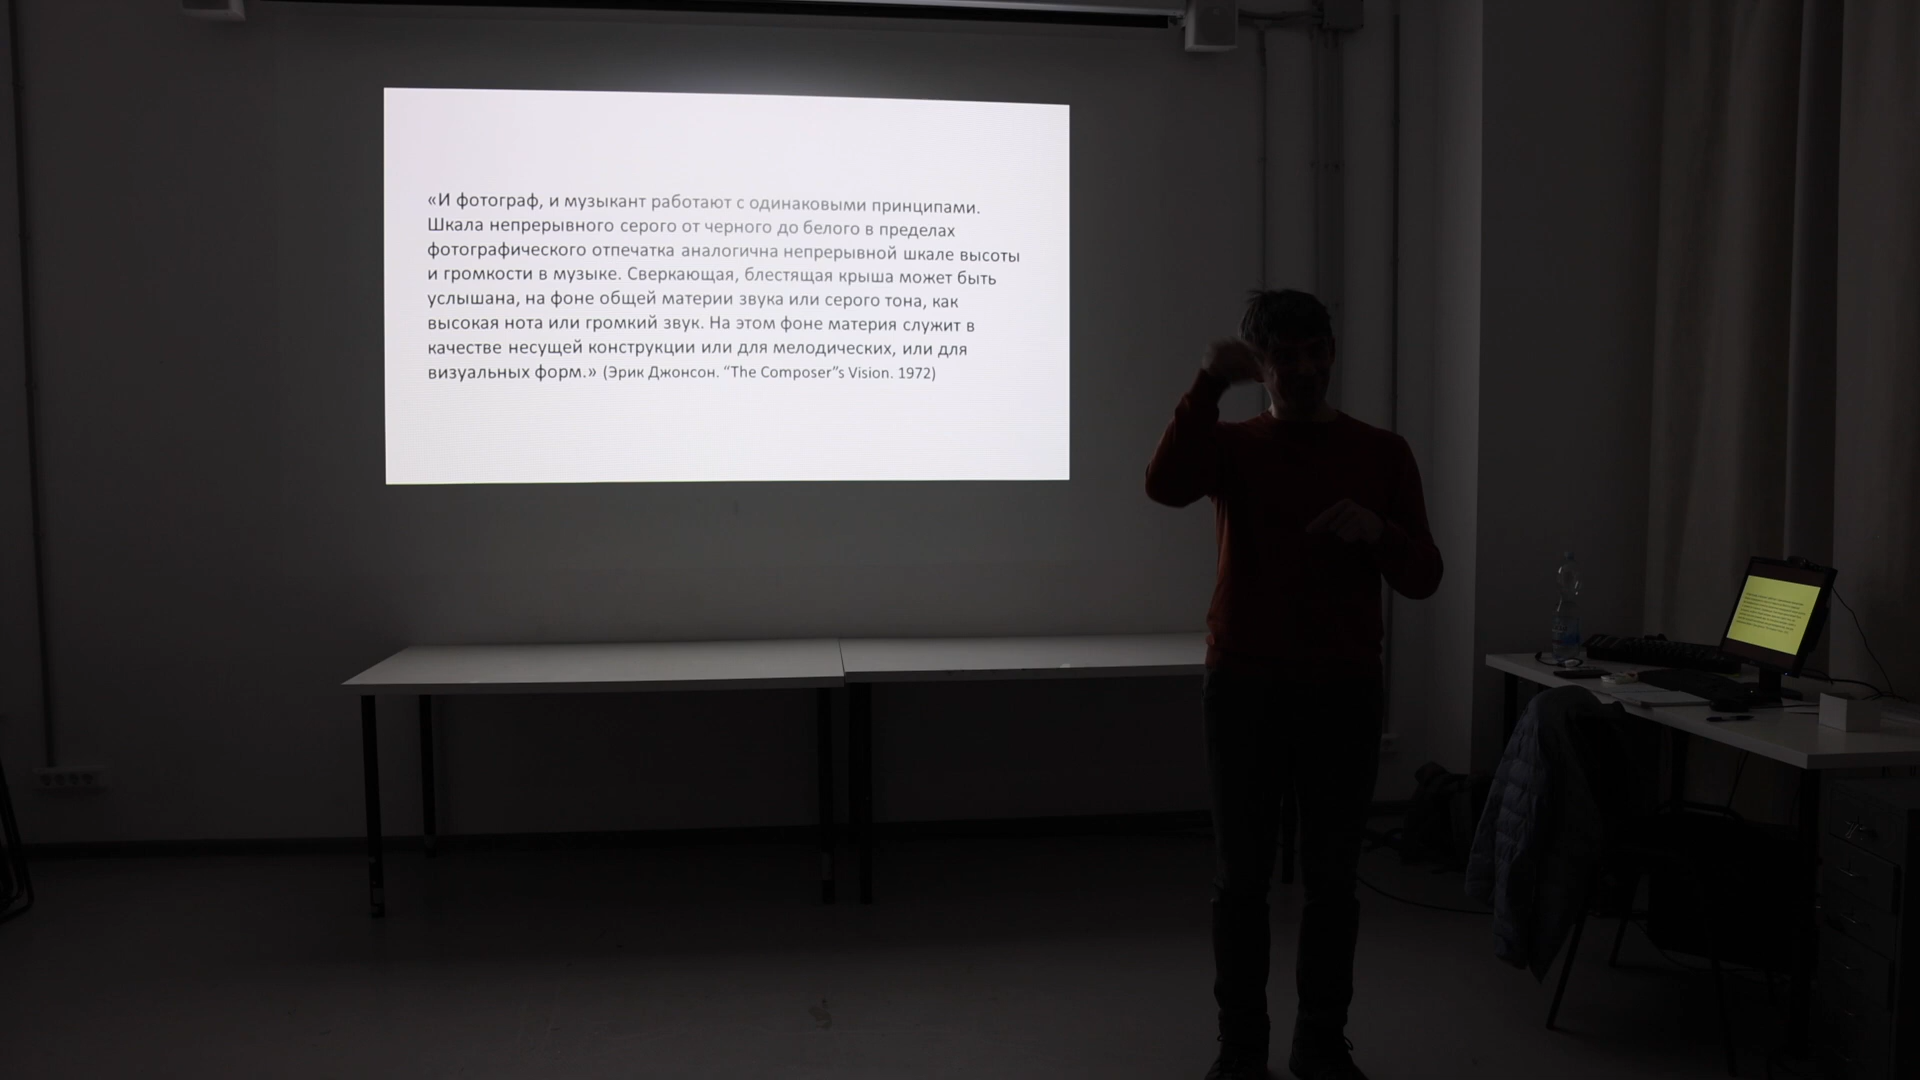 «И фотограф, и музыкант работают с одинаковыми принципами.
Шкала непрерывного серого от черного до белого в пределах
фотографического отпечатка аналогична непрерывной шкале высоты
и громкости в музыке. Сверкающая, блестящая крыша может быть
услышана, на фоне общей материи звука или серого тона, как
высокая нота или громкий звук. На этом фоне материя служит в
качестве несущей конструкции или для мелодических, или для
визуальных форм.» (Эрик Джонсон. “The Composer”s Vision. 1972)